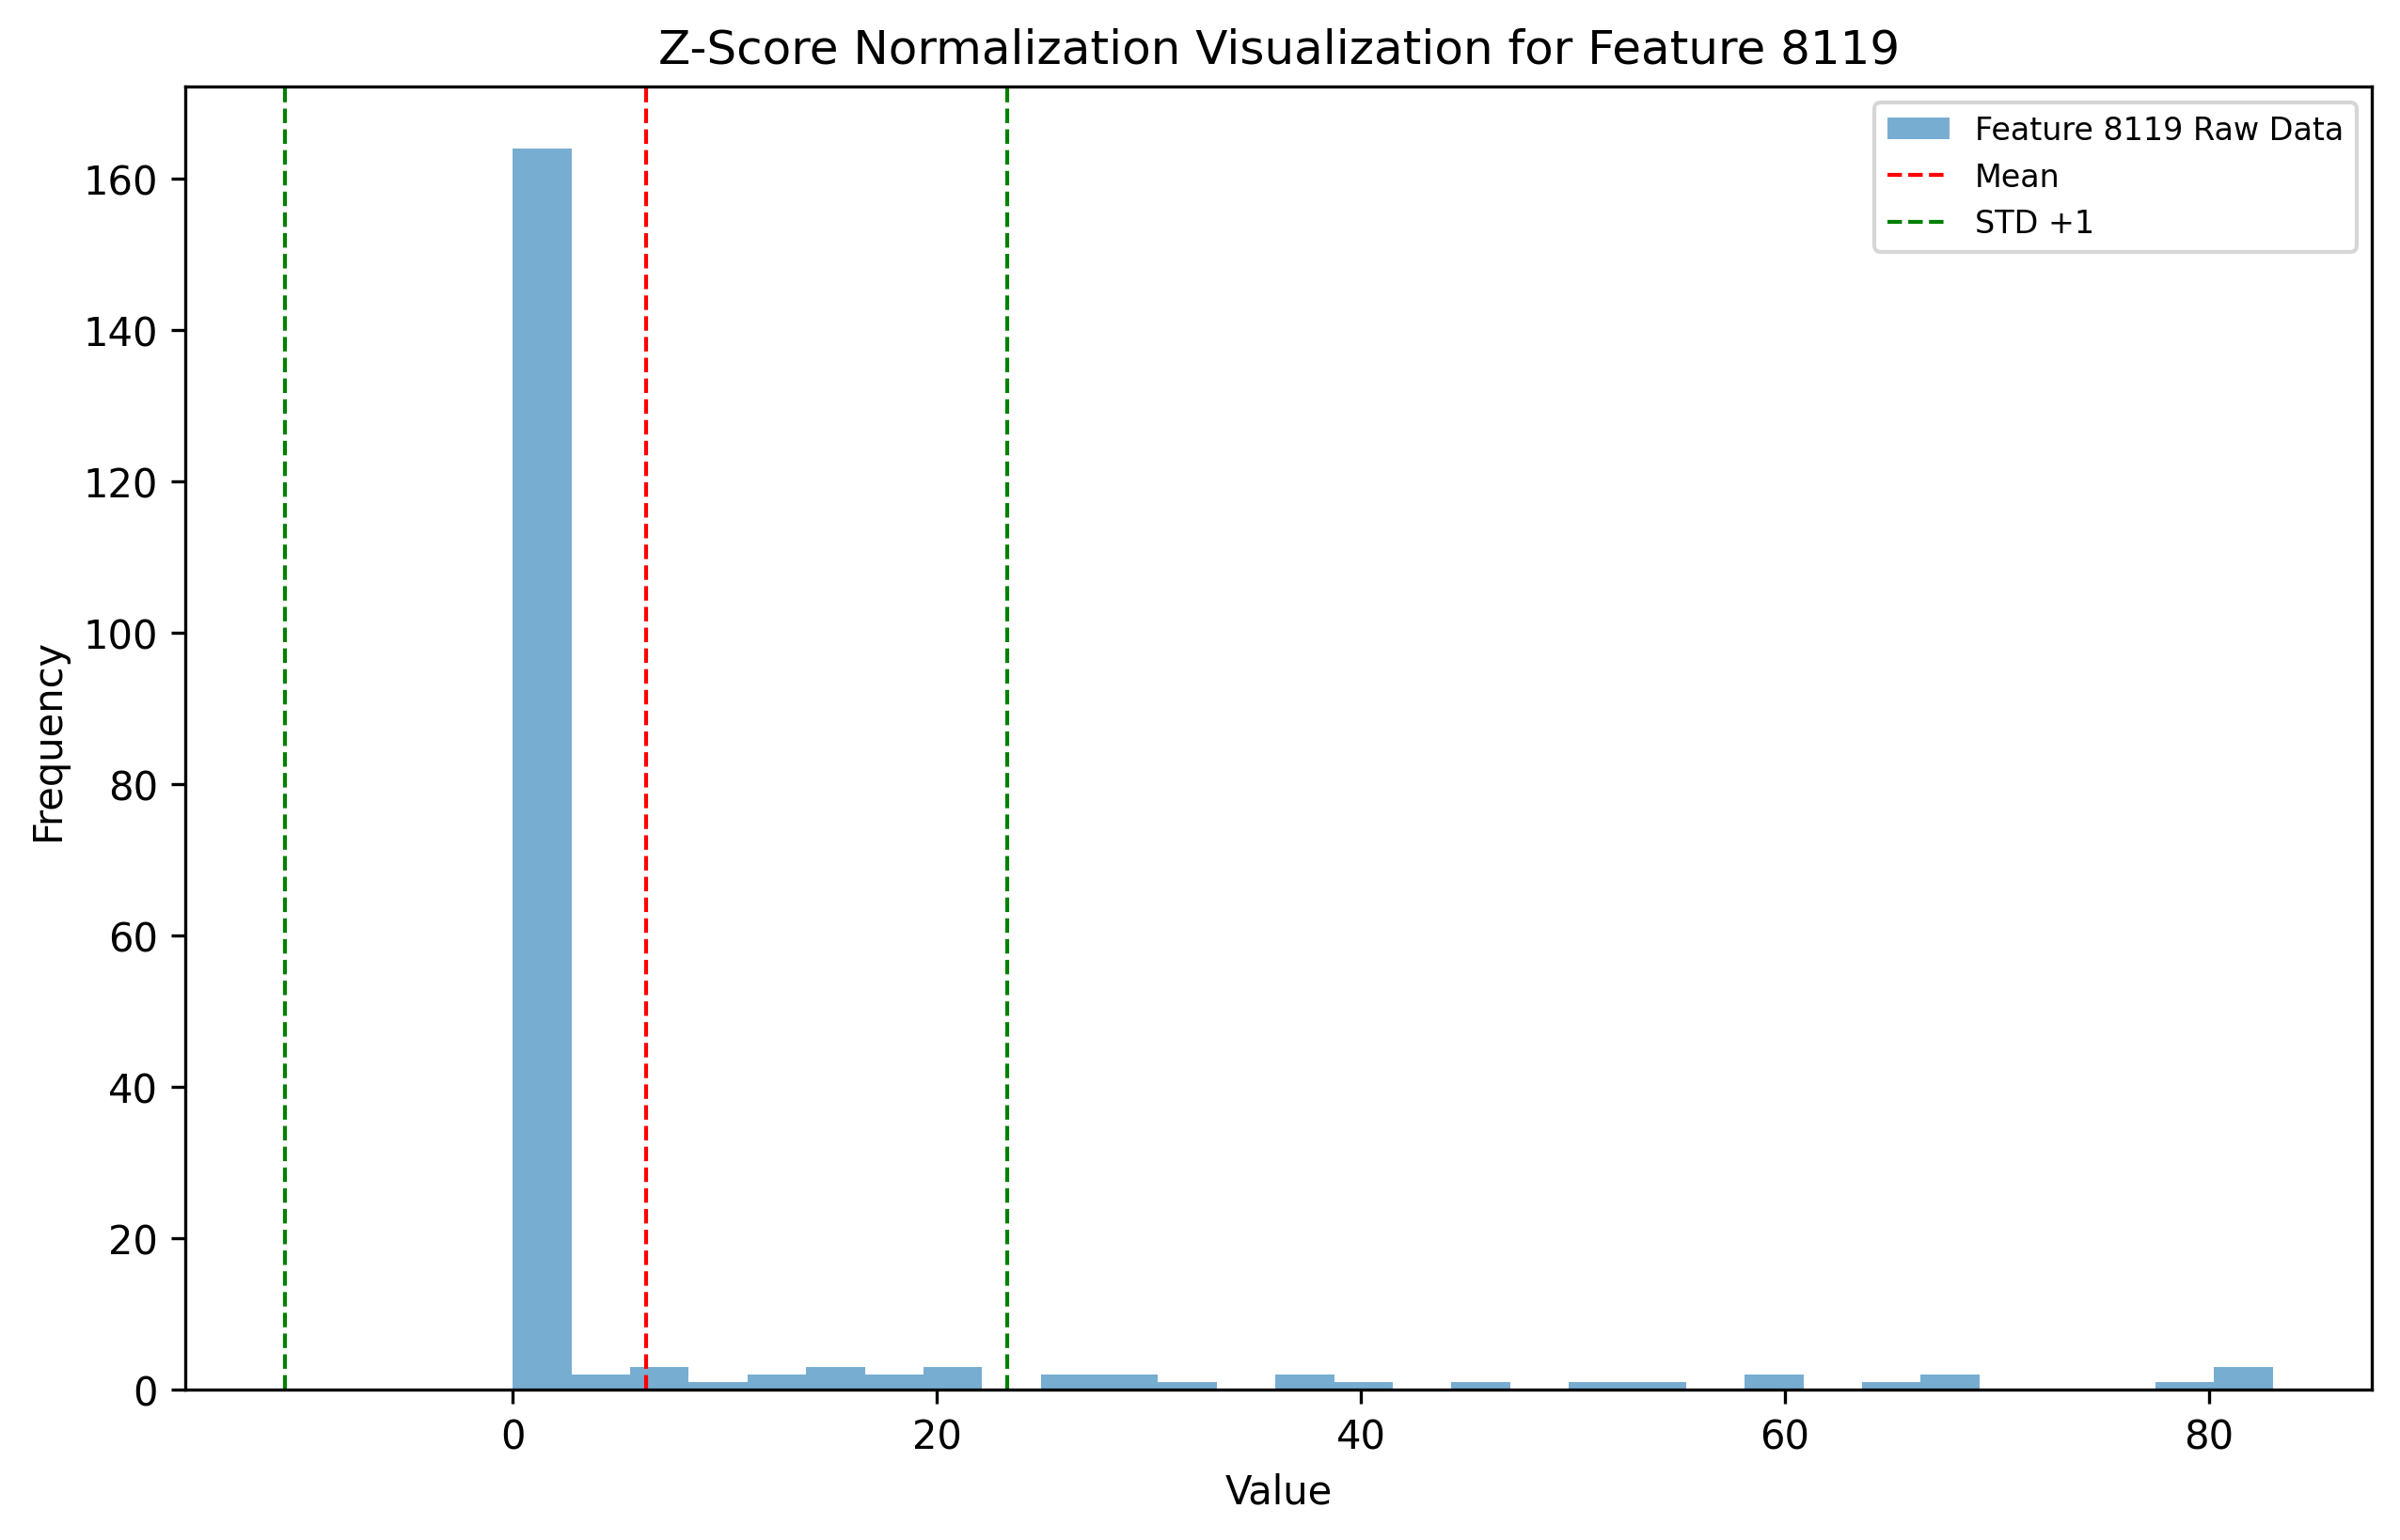 Z-Score Normalization Visualization for Feature 8119
Feature 8119 Raw Data
Mean
STD +1
160
140
120
100
80
60
40
20
0
Frequency
0 20 40 60 80
Value